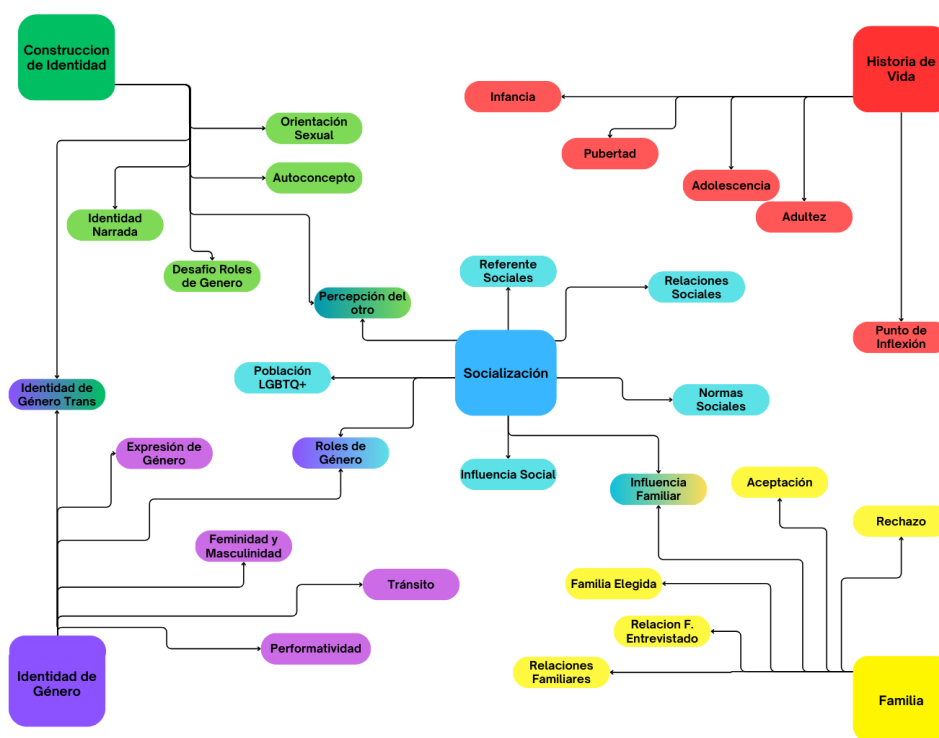 Construccion
de Identidad
Historia de
Vida
Infancia
Orientación
Sexual
Pubertad
Autoconcepto
Adolescencia
Adultez
Identidad
Narrada
Desafio Roles
de Genero
Referente
Sociales
Relaciones
Sociales
Percepción del
otro
Punto de
Inflexión
Socialización
Población
LGBTQ+
Identidad de
Género Trans
Normas
Sociales
Expresión de
Género
Roles de
Género
Influencia Social
Influencia
Familiar
Aceptación
Rechazo
Feminidad y
Masculinidad
Tránsito
Familia Elegida
Relacion F.
Entrevistado
Performatividad
Relaciones
Familiares
Identidad de
Género
Familia